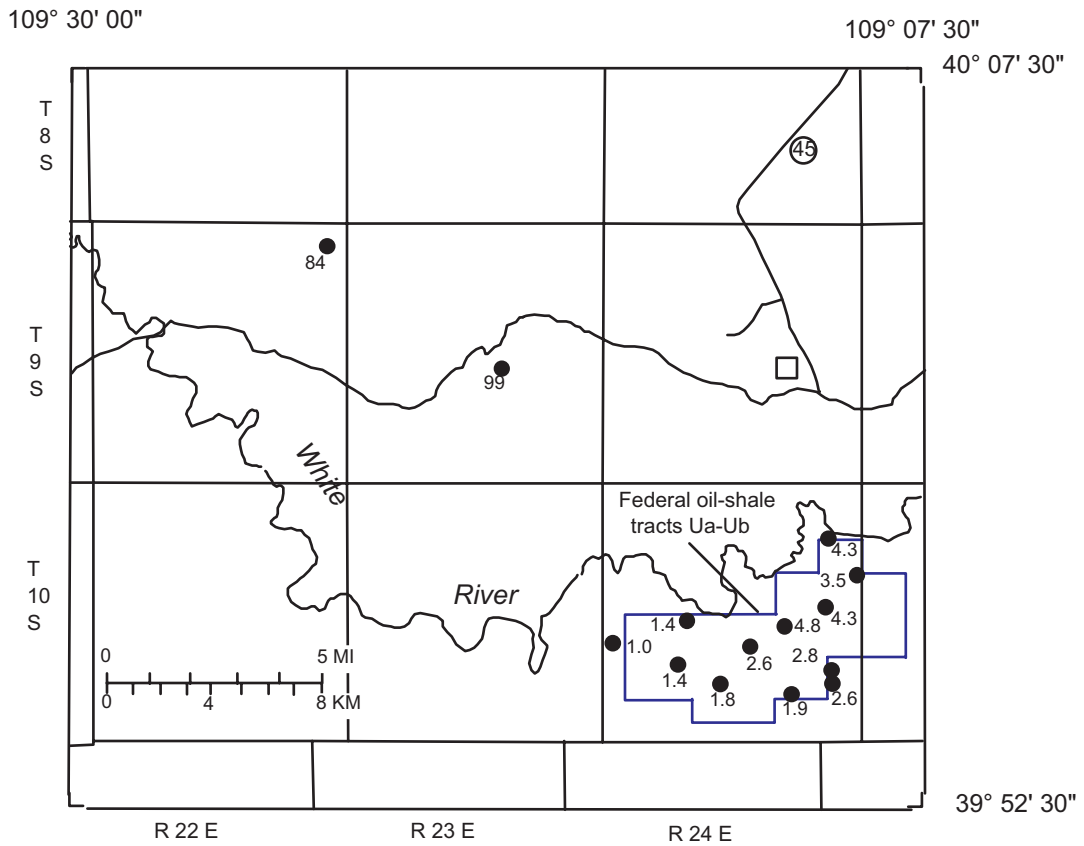 109° 30' 00"
109° 07' 30"
40° 07' 30"
T
8
S
45
84
T
9
S
99
White
River
Federal oil-shale
tracts Ua-Ub
4.3
3.5
4.3
4.8
1.4
1.0
2.6
2.8
1.4
1.8
1.9
2.6
T
10
S
0 5 MI
0 4 8 KM
39° 52' 30"
R 22 E R 23 E R 24 E